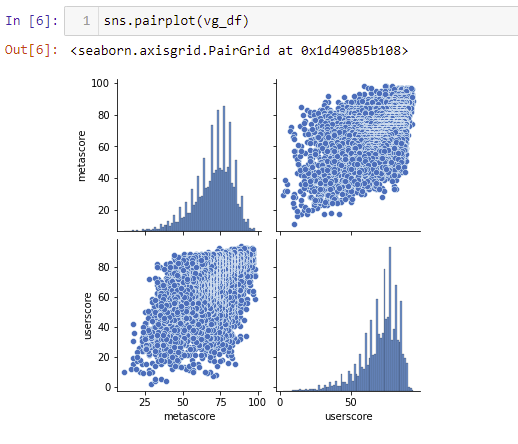 In [6]: 1 sns.pairplot(vg_df)
Out[6]: <seaborn.axisgrid.PairGrid at 0x1d49085b108>
100
80
60
40
20
metascore
80
60
40
20
0
userscore
25 50 75 100
metascore
0 50
userscore